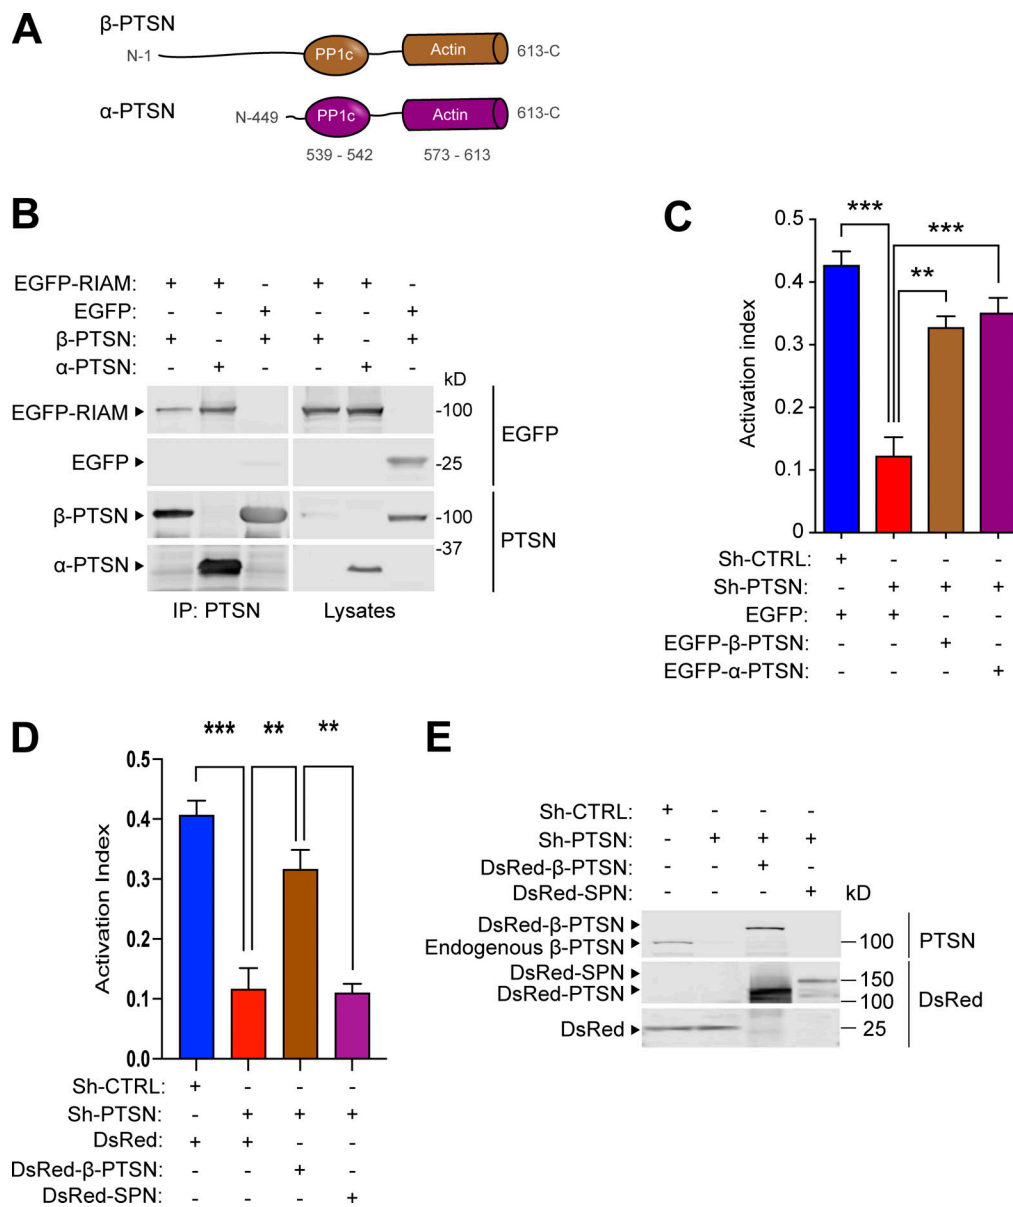 A
β-PTSN
N-1
PP1c
Actin
613-C
α-PTSN
N-449
PP1c
Actin
613-C
539 - 542
573 - 613
B
EGFP-RIAM: + + - + + -
EGFP: - - + - - +
β-PTSN: + - + + - +
α-PTSN: - + - - + -
kD
EGFP-RIAM
-100
EGFP
EGFP
-25
β-PTSN
-100
PTSN
-37
α-PTSN
IP: PTSN
Lysates
C
***
***
**
0.5
0.4
0.3
0.2
0.1
0
Activation index
Sh-CTRL: + - - -
Sh-PTSN: - + + +
EGFP: + + - -
EGFP-β-PTSN: - - + -
EGFP-α-PTSN: - - - +
D
*** ** **
0.5
0.4
0.3
0.2
0.1
0.0
Activation Index
Sh-CTRL: + - - -
Sh-PTSN: - + + +
DsRed: + + - -
DsRed-β-PTSN: - - + -
DsRed-SPN: - - - +
E
Sh-CTRL: + - - -
Sh-PTSN: - + + +
DsRed-β-PTSN: - - + -
DsRed-SPN: - - - + kD
DsRed-β-PTSN
Endogenous β-PTSN
100
PTSN
DsRed-SPN
150
DsRed-PTSN
100
DsRed
DsRed
25